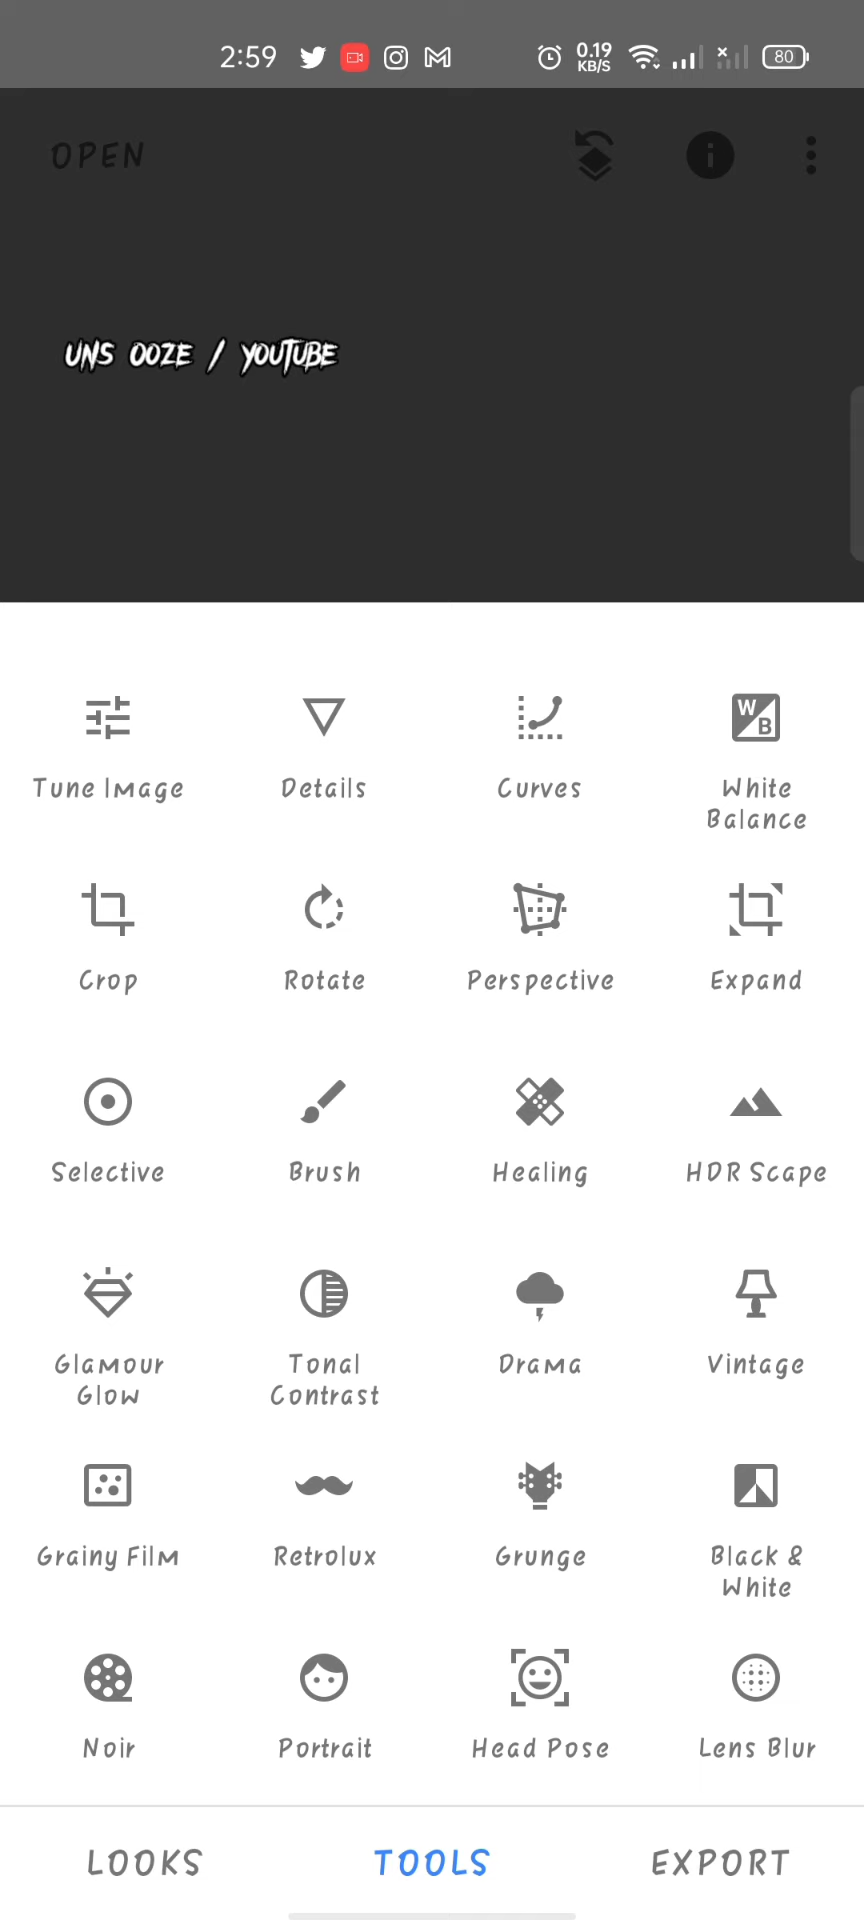 2:59 0.19 KB/S 80
OPEN
UNS OOZE / YOUTUBE
Tune Image Details Curves White Balance
Crop Rotate Perspective Expand
Selective Brush Healing HDR Scape
Glamour Glow Tonal Contrast Drama Vintage
Grainy Film Retrolux Grunge Black & White
Noir Portrait Head Pose Lens Blur
LOOKS TOOLS EXPORT